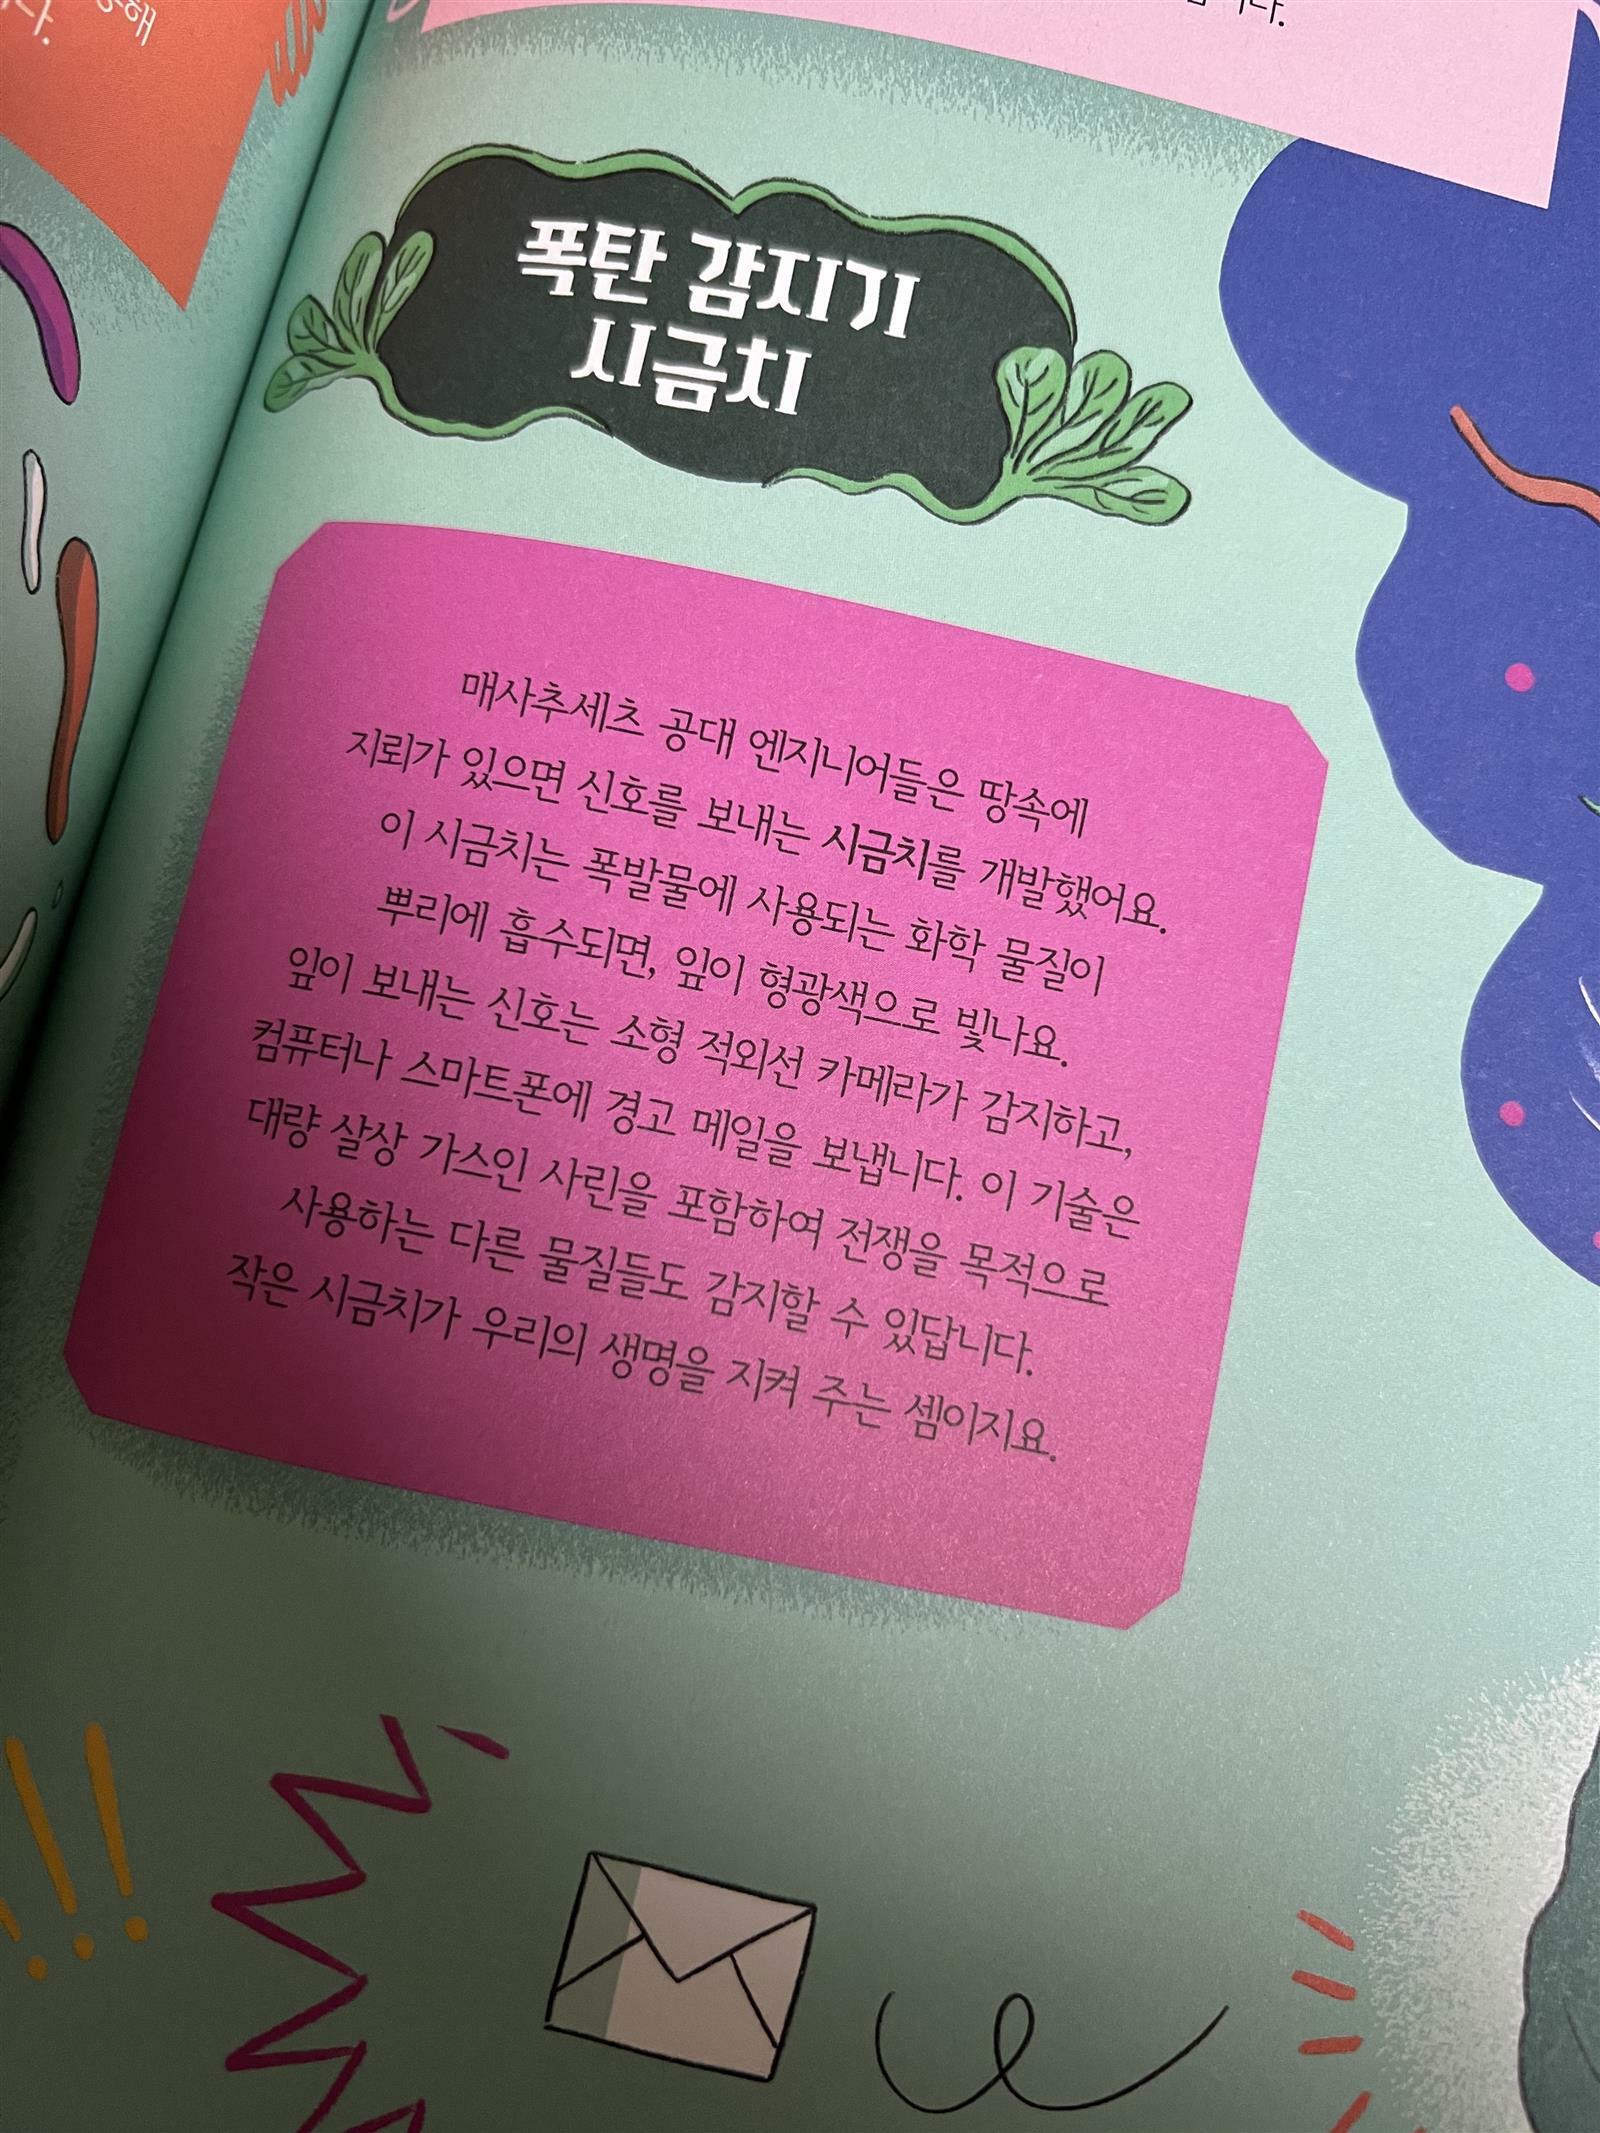 폭탄 감지기
시금치
매사추세츠 공대 엔지니어들은 땅속에
지뢰가 있으면 신호를 보내는 시금치를 개발했어요.
이 시금치는 폭발물에 사용되는 화학 물질이
뿌리에 흡수되면, 잎이 형광색으로 빛나요.
잎이 보내는 신호는 소형 적외선 카메라가 감지하고,
컴퓨터나 스마트폰에 경고 메일을 보냅니다. 이 기술은
대량 살상 가스인 사린을 포함하여 전쟁을 목적으로
사용하는 다른 물질들도 감지할 수 있답니다.
작은 시금치가 우리의 생명을 지켜 주는 셈이지요.